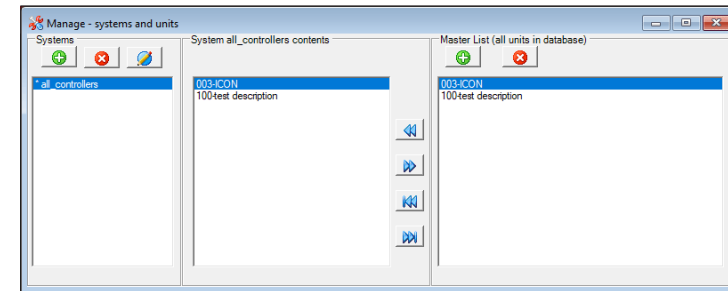 Manage - systems and units
Systems
* all_controllers
System all_controllers contents
003-ICON
100-test description
Master List (all units in database)
003-ICON
100-test description